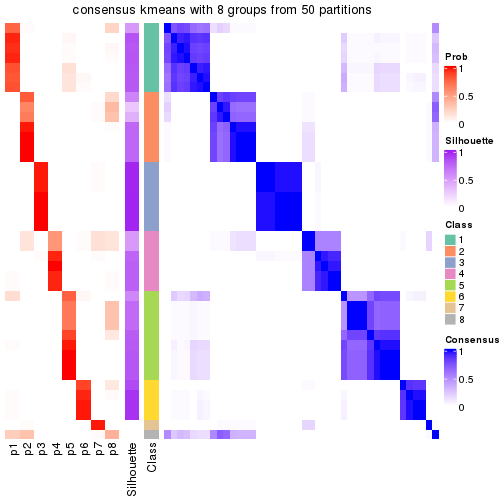 consensus kmeans with 8 groups from 50 partitions
Prob
1
0.5
0
Silhouette
1
0.5
0
Class
1
2
3
4
5
6
7
8
Consensus
1
0.5
0
p1
p2
p3
p4
p5
p6
p7
p8
Silhouette
Class